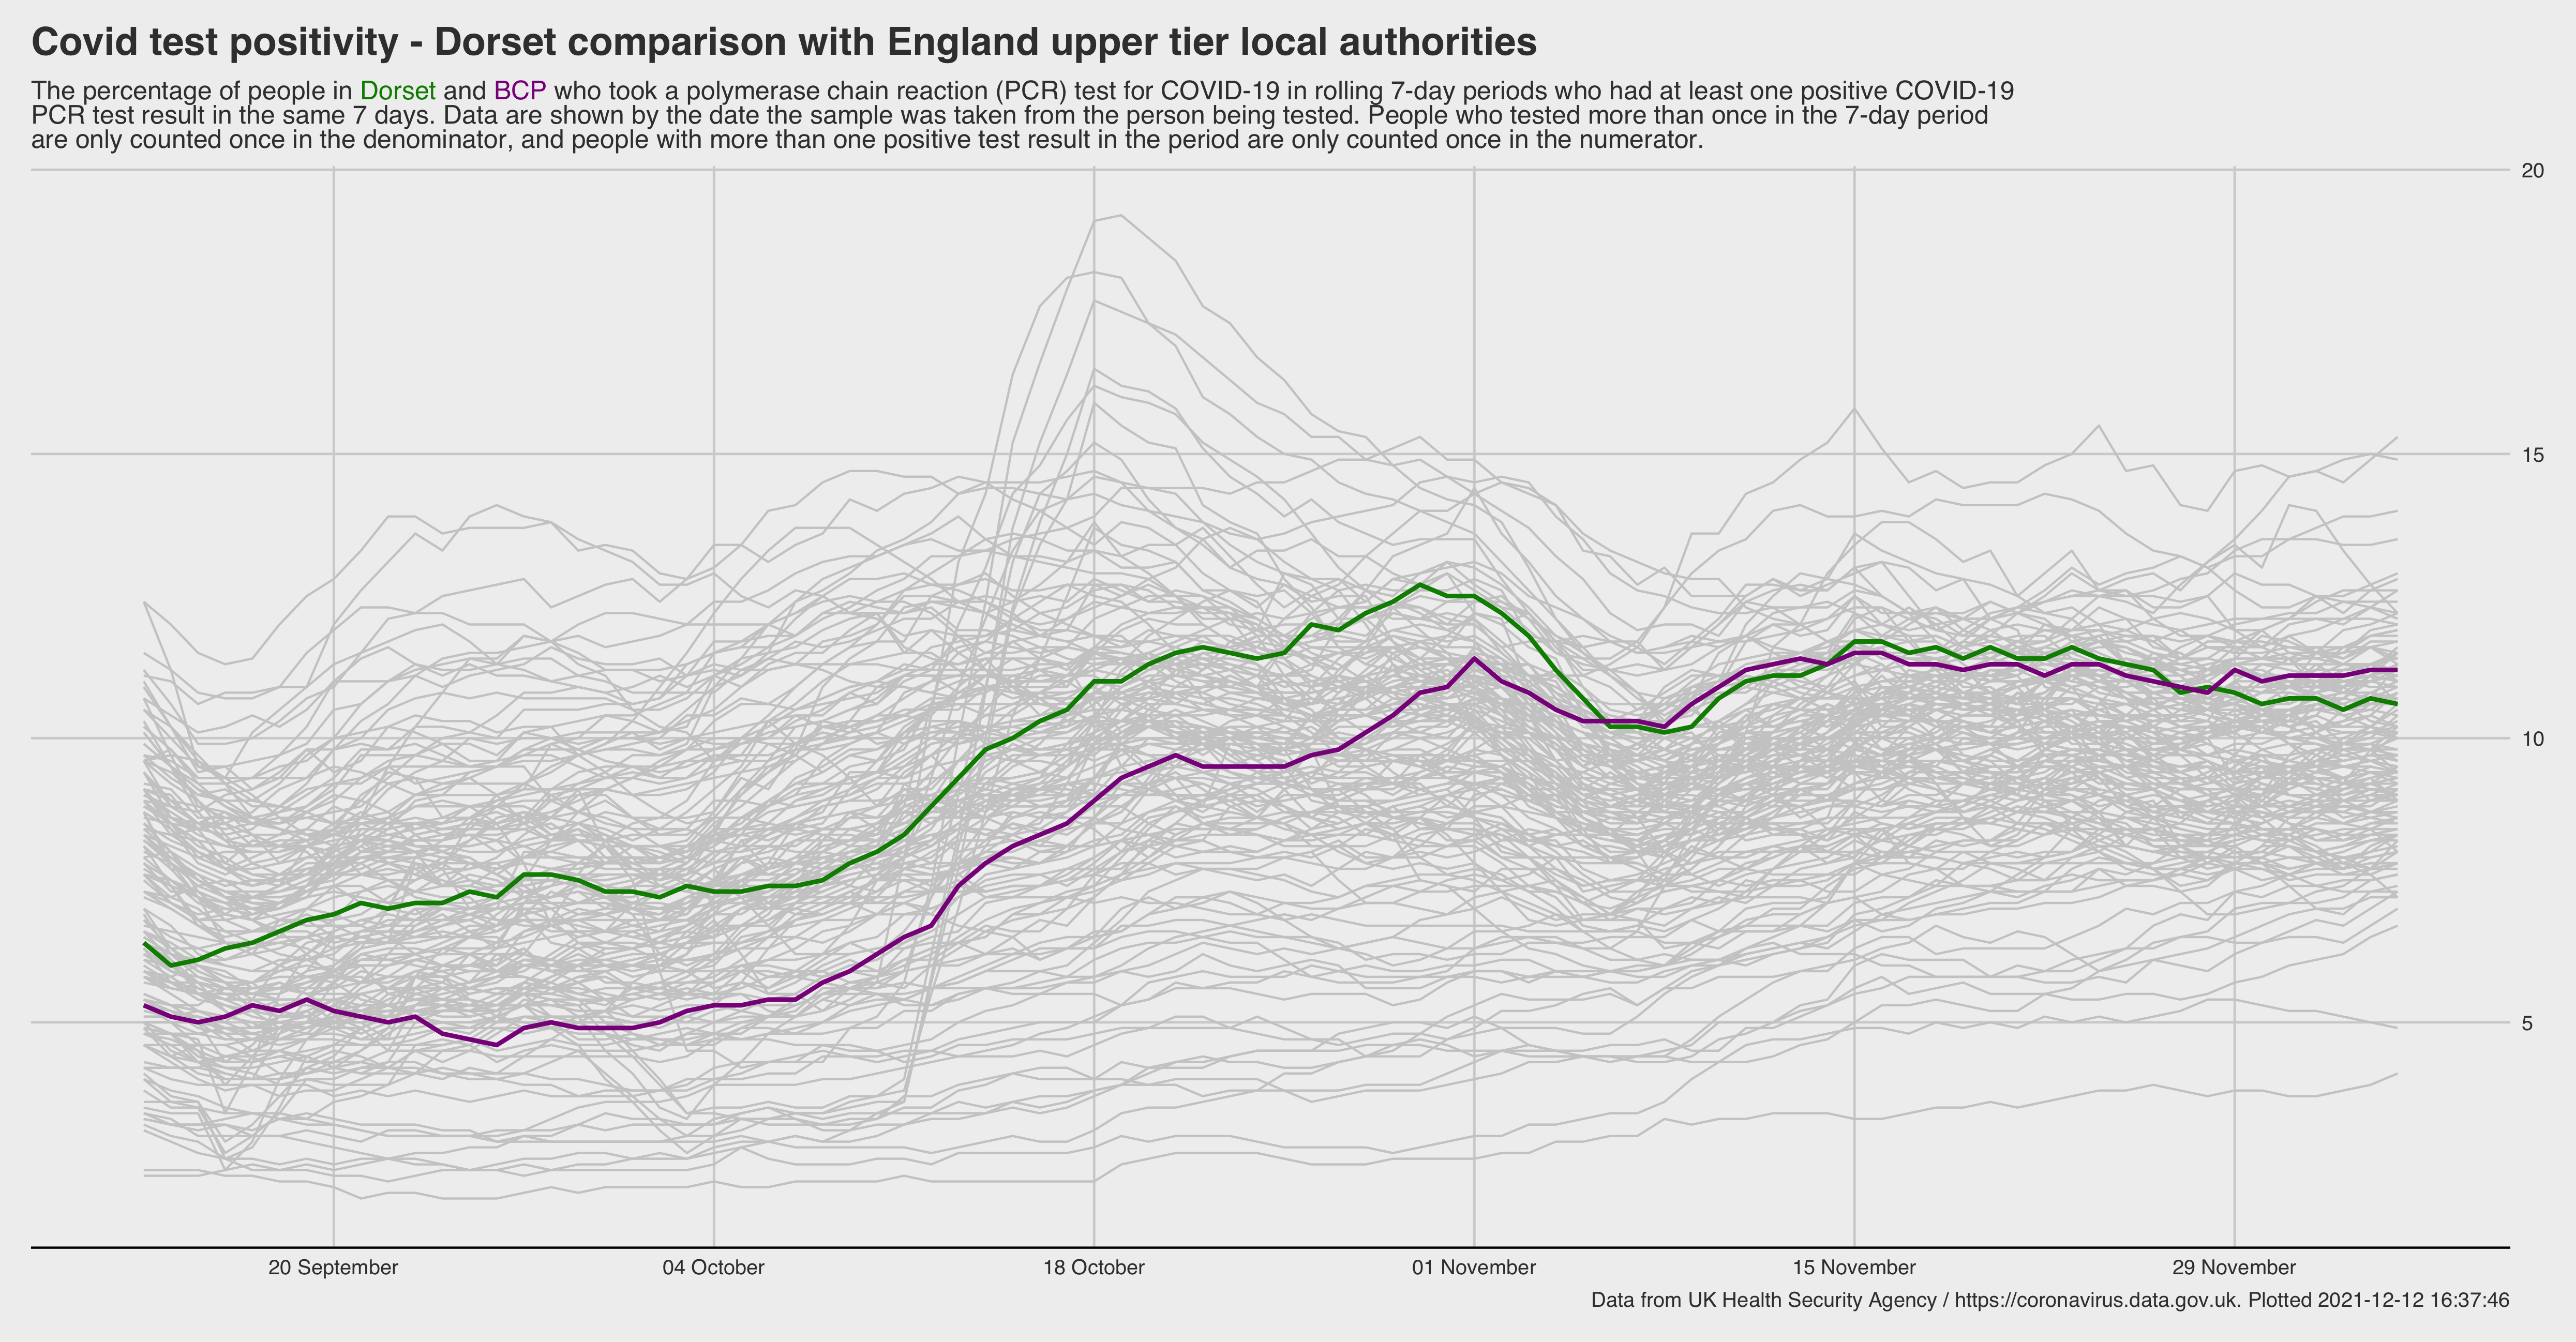 Covid test positivity - Dorset comparison with England upper tier local authorities
The percentage of people in Dorset and BCP who took a polymerase chain reaction (PCR) test for COVID-19 in rolling 7-day periods who had at least one positive COVID-19
PCR test result in the same 7 days. Data are shown by the date the sample was taken from the person being tested. People who tested more than once in the 7-day period
are only counted once in the denominator, and people with more than one positive test result in the period are only counted once in the numerator.
20
15
10
5
20 September
04 October
18 October
01 November
15 November
29 November
Data from UK Health Security Agency / https://coronavirus.data.gov.uk. Plotted 2021-12-12 16:37:46